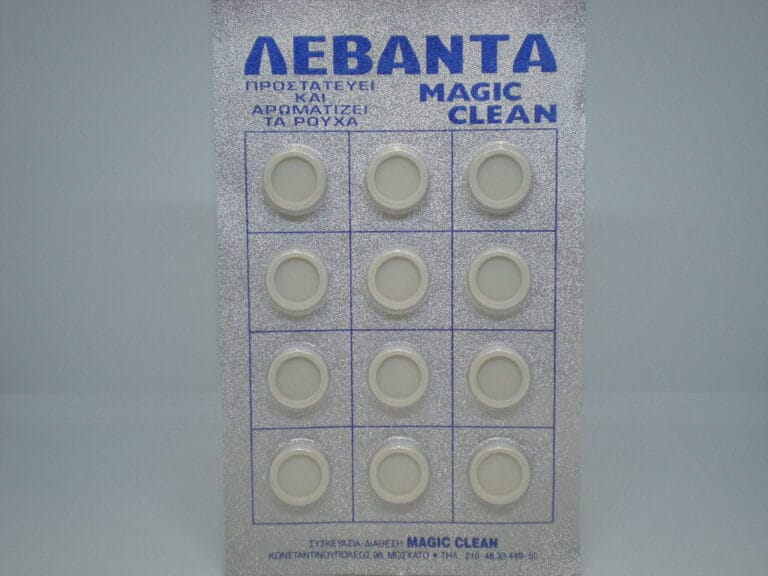 ΛΕΒΑΝΤΑ
ΠΡΟΣΤΑΤΕΥΕΙ
ΚΑΙ
ΑΡΩΜΑΤΙΖΕΙ
ΤΑ ΡΟΥΧΑ
MAGIC
CLEAN
ΣΥΣΚΕΥΑΣΙΑ-ΔΙΑΘΕΣΗ: MAGIC CLEAN
ΚΩΝΣΤΑΝΤΙΝΟΥΠΟΛΕΩΣ 98, ΜΟΣΧΑΤΟ • ΤΗΛ.: 210 48.33.449 - 50